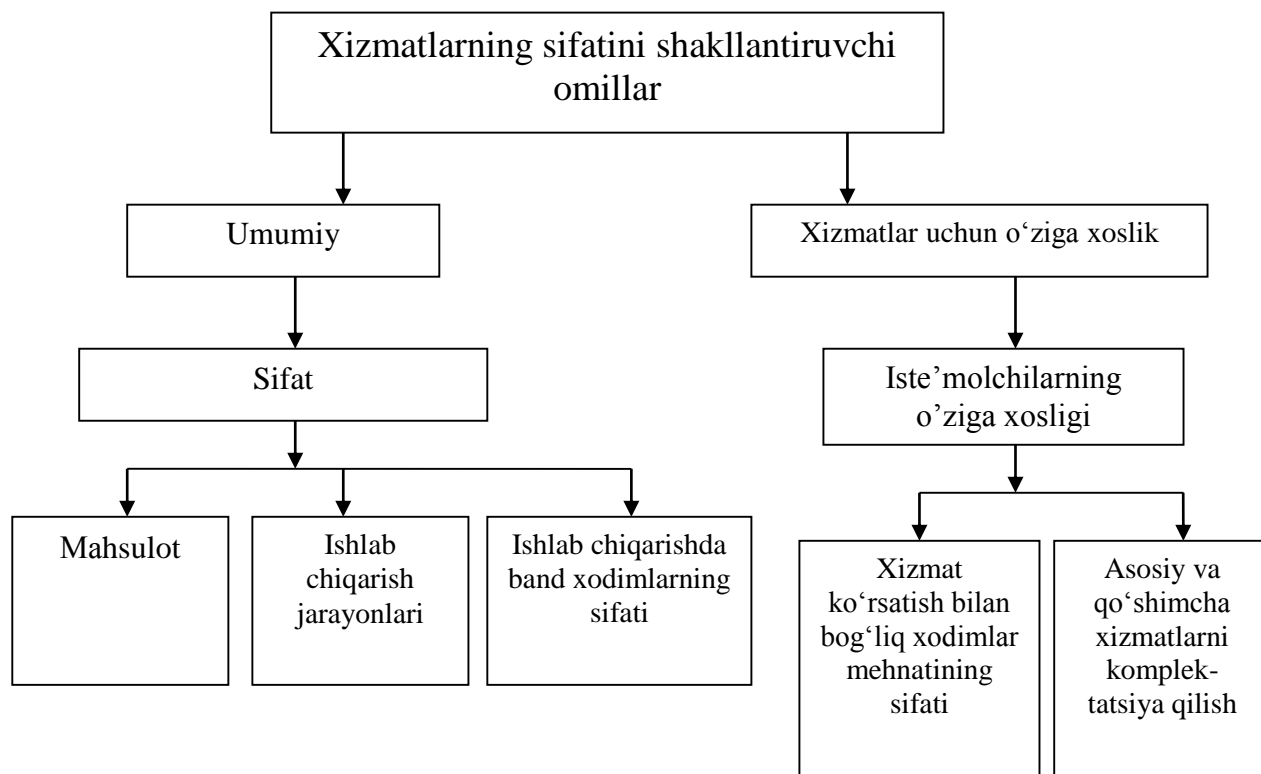 Xizmatlarning sifatini shakllantiruvchi
omillar
Umumiy
Xizmatlar uchun o‘ziga xoslik
Sifat
Iste’molchilarning
o’ziga xosligi
Mahsulot
Ishlab
chiqarish
jarayonlari
Ishlab chiqarishda
band xodimlarning
sifati
Xizmat
ko‘rsatish bilan
bog‘liq xodimlar
mehnatining
sifati
Asosiy va
qo‘shimcha
xizmatlarni
komplek-
tatsiya qilish